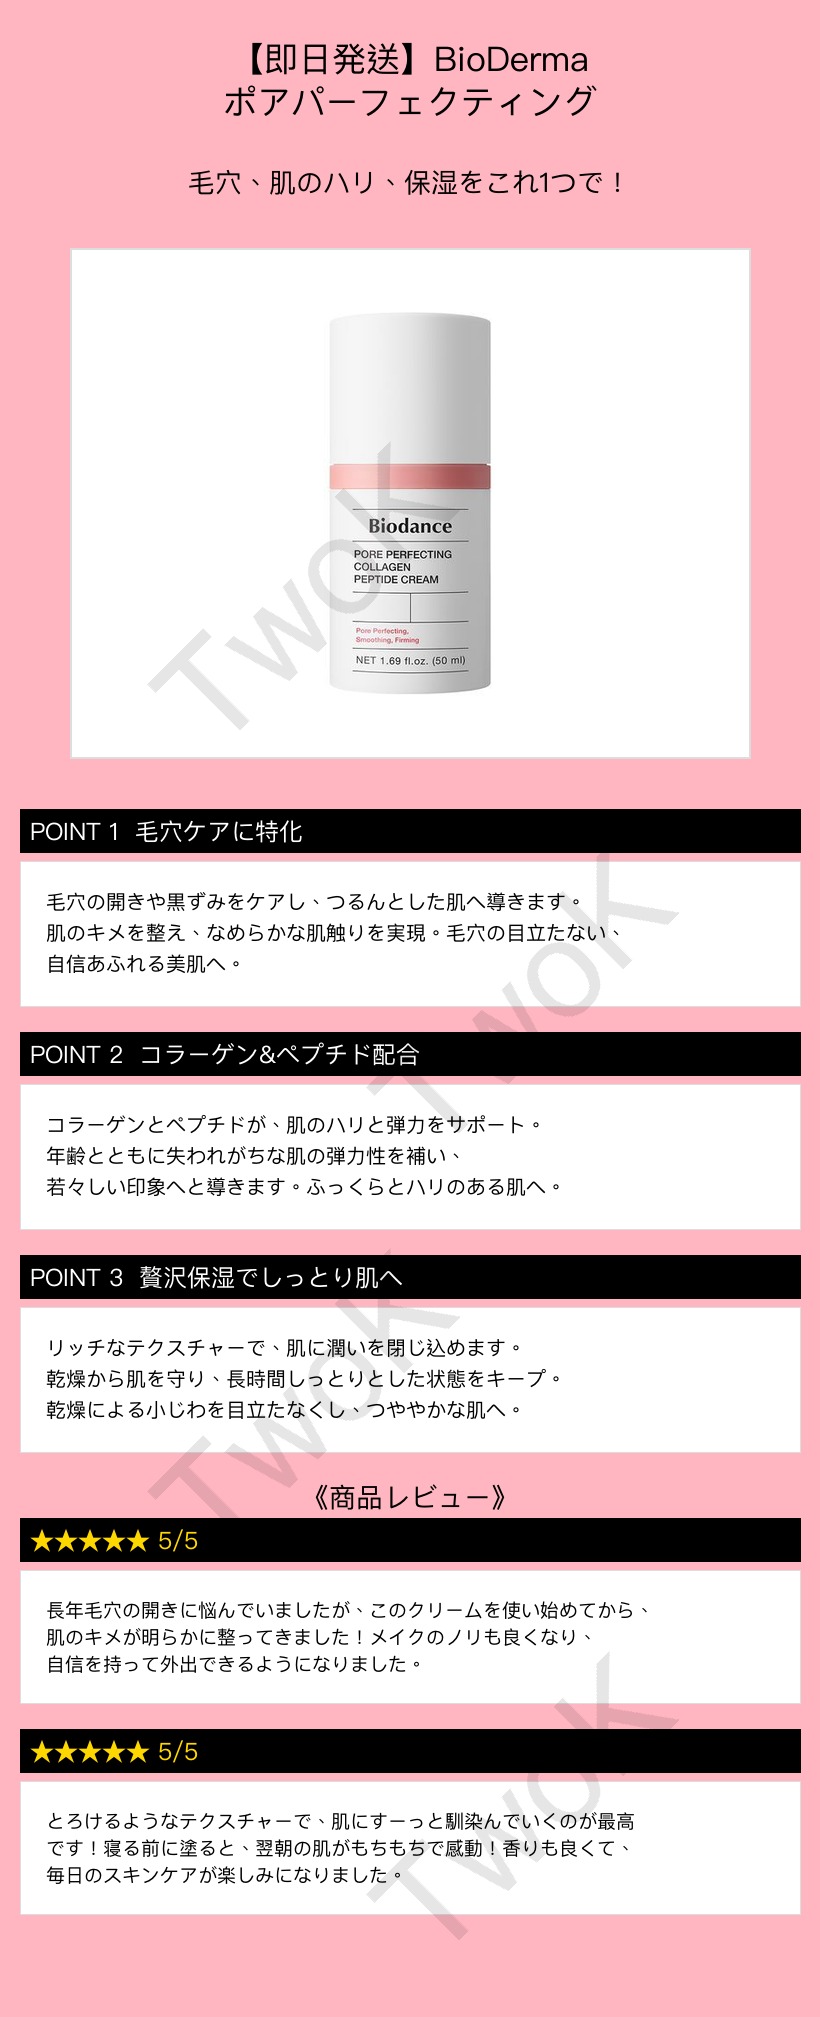 【即日発送】BioDerma
ポアパーフェクティング
毛穴、肌のハリ、保湿をこれ1つで！
Biodance
PORE PERFECTING
COLLAGEN
PEPTIDE CREAM
Pore Perfecting,
Smoothing, Firming
NET 1.69 fl.oz. (50 ml)
TwoK
POINT 1 毛穴ケアに特化
毛穴の開きや黒ずみをケアし、つるんとした肌へ導きます。
肌のキメを整え、なめらかな肌触りを実現。毛穴の目立たない、
自信あふれる美肌へ。
TwoK
POINT 2 コラーゲン&ペプチド配合
コラーゲンとペプチドが、肌のハリと弾力をサポート。
年齢とともに失われがちな肌の弾力性を補い、
若々しい印象へと導きます。ふっくらとハリのある肌へ。
POINT 3 贅沢保湿でしっとり肌へ
リッチなテクスチャーで、肌に潤いを閉じ込めます。
乾燥から肌を守り、長時間しっとりとした状態をキープ。
乾燥による小じわを目立たなくし、つややかな肌へ。
TwoK
《商品レビュー》
★★★★★ 5/5
長年毛穴の開きに悩んでいましたが、このクリームを使い始めてから、
肌のキメが明らかに整ってきました！メイクのノリも良くなり、
自信を持って外出できるようになりました。
★★★★★ 5/5
とろけるようなテクスチャーで、肌にすーっと馴染んでいくのが最高
です！寝る前に塗ると、翌朝の肌がもちもちで感動！香りも良くて、
毎日のスキンケアが楽しみになりました。
TwoK